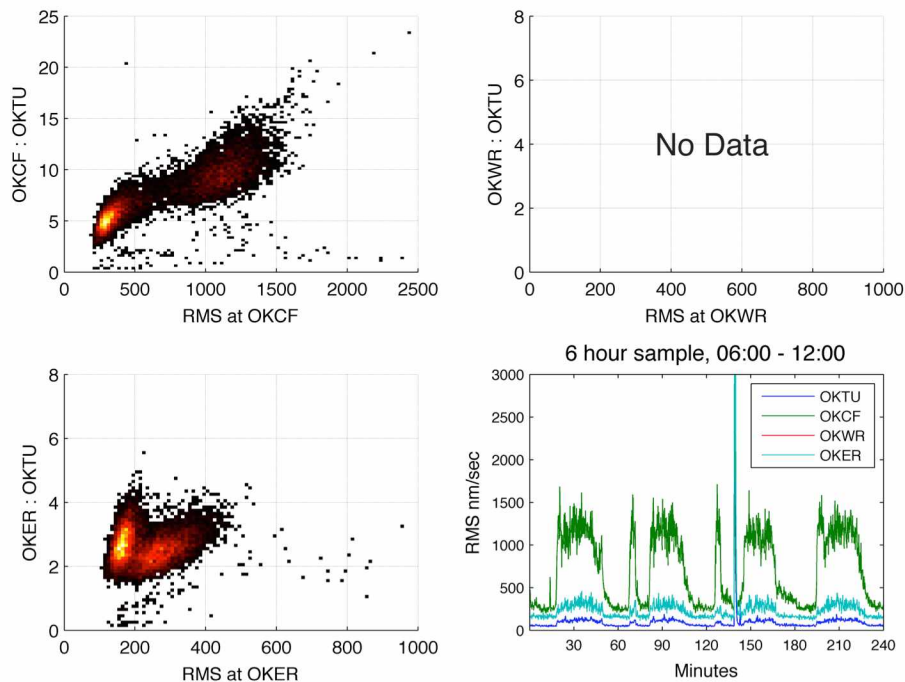 25
20
15
10
5
0
OKCF : OKTU
0 500 1000 1500 2000 2500
RMS at OKCF
8
6
4
2
0
OKWR : OKTU
No Data
0 200 400 600 800 1000
RMS at OKWR
8
6
4
2
0
OKER : OKTU
0 200 400 600 800 1000
RMS at OKER
6 hour sample, 06:00 - 12:00
3000
2500
2000
1500
1000
500
0
RMS nm/sec
OKTU
OKCF
OKWR
OKER
30 60 90 120 150 180 210 240
Minutes